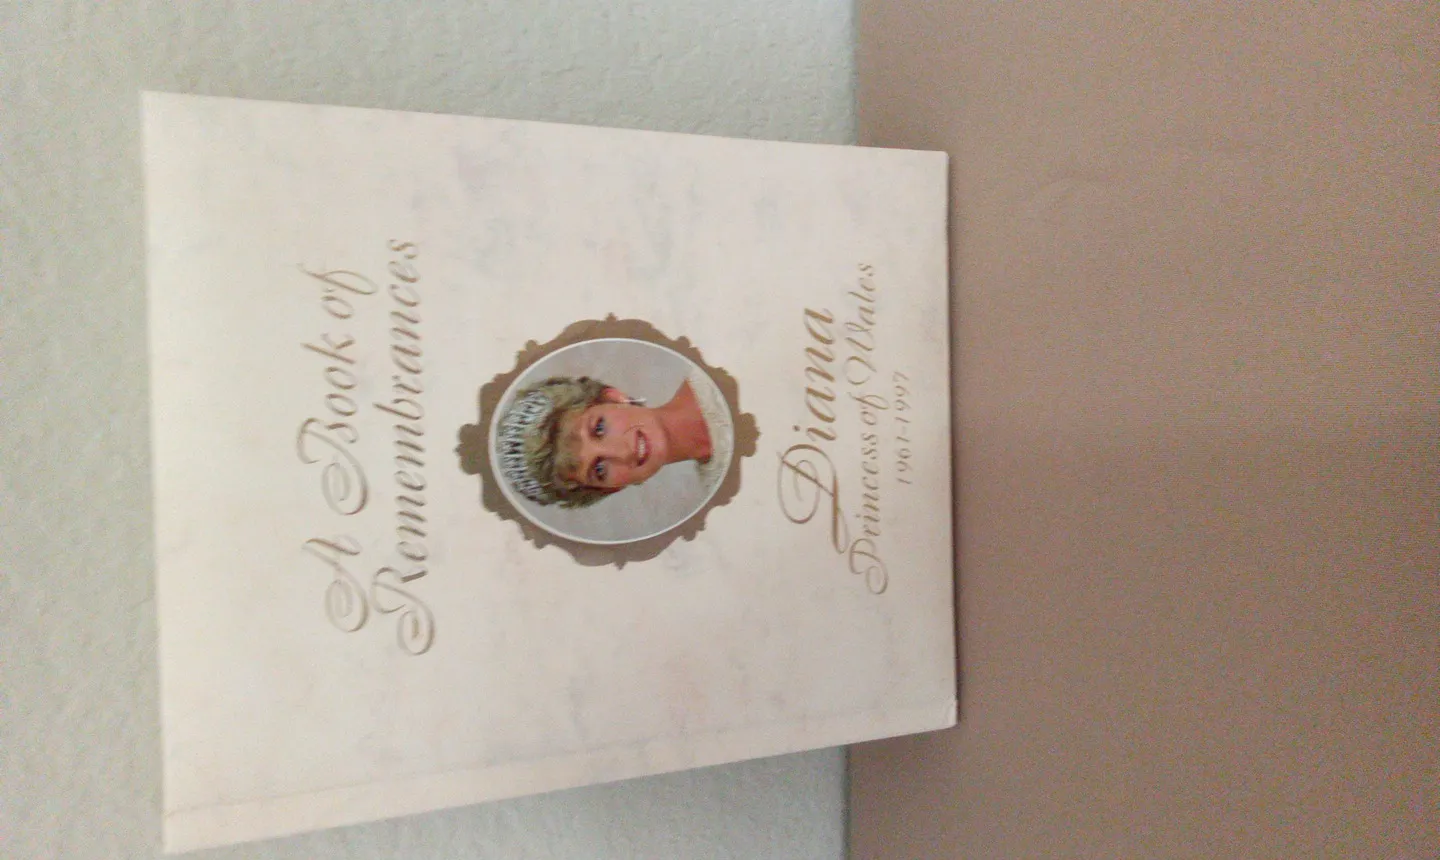 A Book of
Remembrances
Diana
Princess of Wales
1961-1997